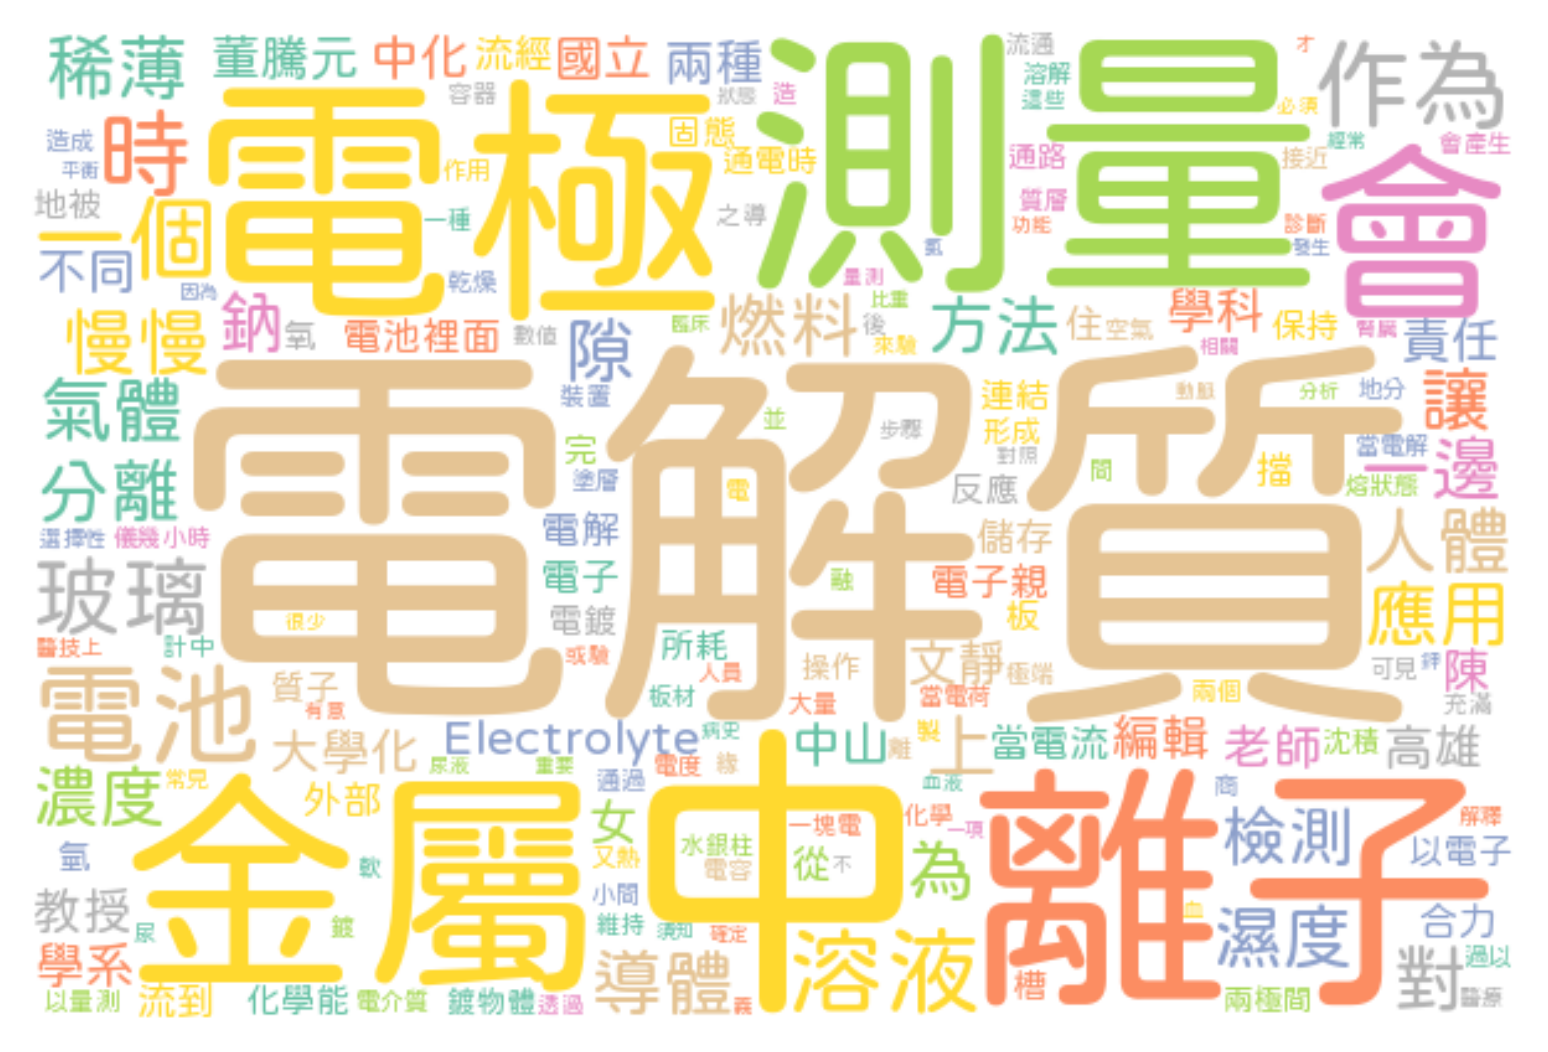 稀薄
董騰元
中化
流經
國立
兩種
測量
流通
才
作為
容器
狀態
造
溶解
這些
必須
電極
時
造成
平衡
作用
固態
通電時
通路
接近
經常
會產生
會
地被
一個
一種
之導
質層
功能
診斷
發生
氫
不同
因為
乾燥
量測
比重
慢慢
鈉
氧
電池裡面
數值
隙
臨床
燃料
後
來驗
方法
住
空氣
學科
相關
保持
腎臟
責任
電解質
氣體
裝置
並
步驟
連結
形成
對照
動脈
分析
地分
讓
當電解
一邊
分離
完
塗層
電
反應
間
擋
熔狀態
選擇性
儀幾
小時
電解
儲存
人體
玻璃
電子
融
電子親
應用
很少
電鍍
板
醫技上
計中
或驗
所耗
人員
操作
文靜
極端
可見
鉀
陳
電池
質子
有意
板材
大量
當電荷
兩個
充滿
大學化
Electrolyte
病史
中山
離
製
上
當電流
編輯
老師
沈積
高雄
尿液
重要
通過
電度
緣
血液
商
濃度
常見
外部
金屬
中
離子
女
水銀柱
一塊電
化學
一項
檢測
解釋
氫
軟
又熱
電容
從
不
為
以電子
教授
尿
鍍
小問
維持
須知
確定
血
濕度
合力
學系
導體
溶液
槽
對
過以
以量測
流到
化學能
電介質
鍍物體
透過
義
兩極間
醫療